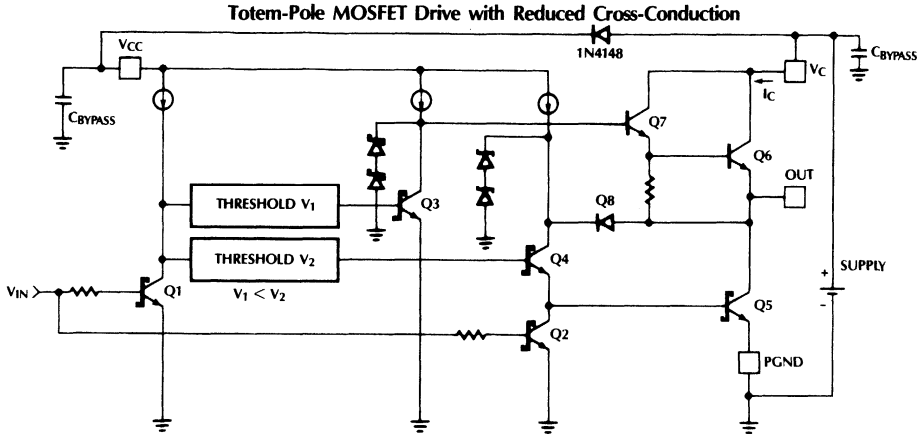 Totem-Pole MOSFET Drive with Reduced Cross-Conduction
VCC
1N4148
VC
CBYPASS
IC
CBYPASS
Q7
Q6
OUT
THRESHOLD V1
Q3
Q8
THRESHOLD V2
Q4
SUPPLY
+
-
VIN
Q1
V1 < V2
Q5
Q2
PGND